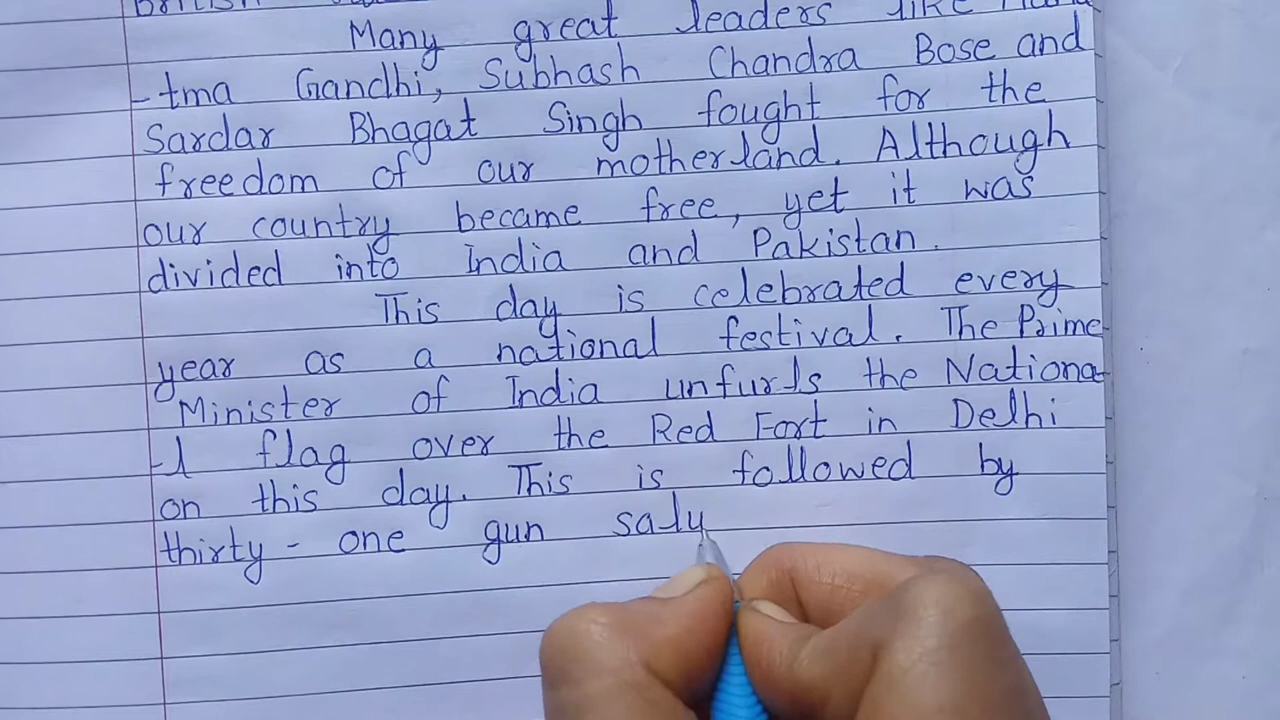 British
Many great leaders like Maha
-tma Gandhi, Subhash Chandra Bose and
Sardar Bhagat Singh fought for the
freedom of our motherland. Although
our country became free, yet it was
divided into India and Pakistan.
This day is celebrated every
year as a national festival. The Prime
Minister of India unfurls the Nationa-
-l flag over the Red Fort in Delhi
on this day. This is followed by
thirty-one gun salu